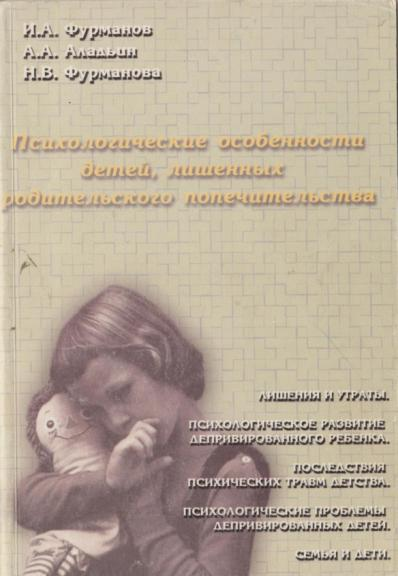 И.А. Фурманов
А.А. Аладьин
Н.В. Фурманова
Психологические особенности
детей, лишенных
родительского попечительства
ЛИШЕНИЯ И УТРАТЫ.
ПСИХОЛОГИЧЕСКОЕ РАЗВИТИЕ
ДЕПРИВИРОВАННОГО РЕБЕНКА.
ПОСЛЕДСТВИЯ
ПСИХИЧЕСКИХ ТРАВМ ДЕТСТВА.
ПСИХОЛОГИЧЕСКИЕ ПРОБЛЕМЫ
ДЕПРИВИРОВАННЫХ ДЕТЕЙ.
СЕМЬЯ И ДЕТИ.